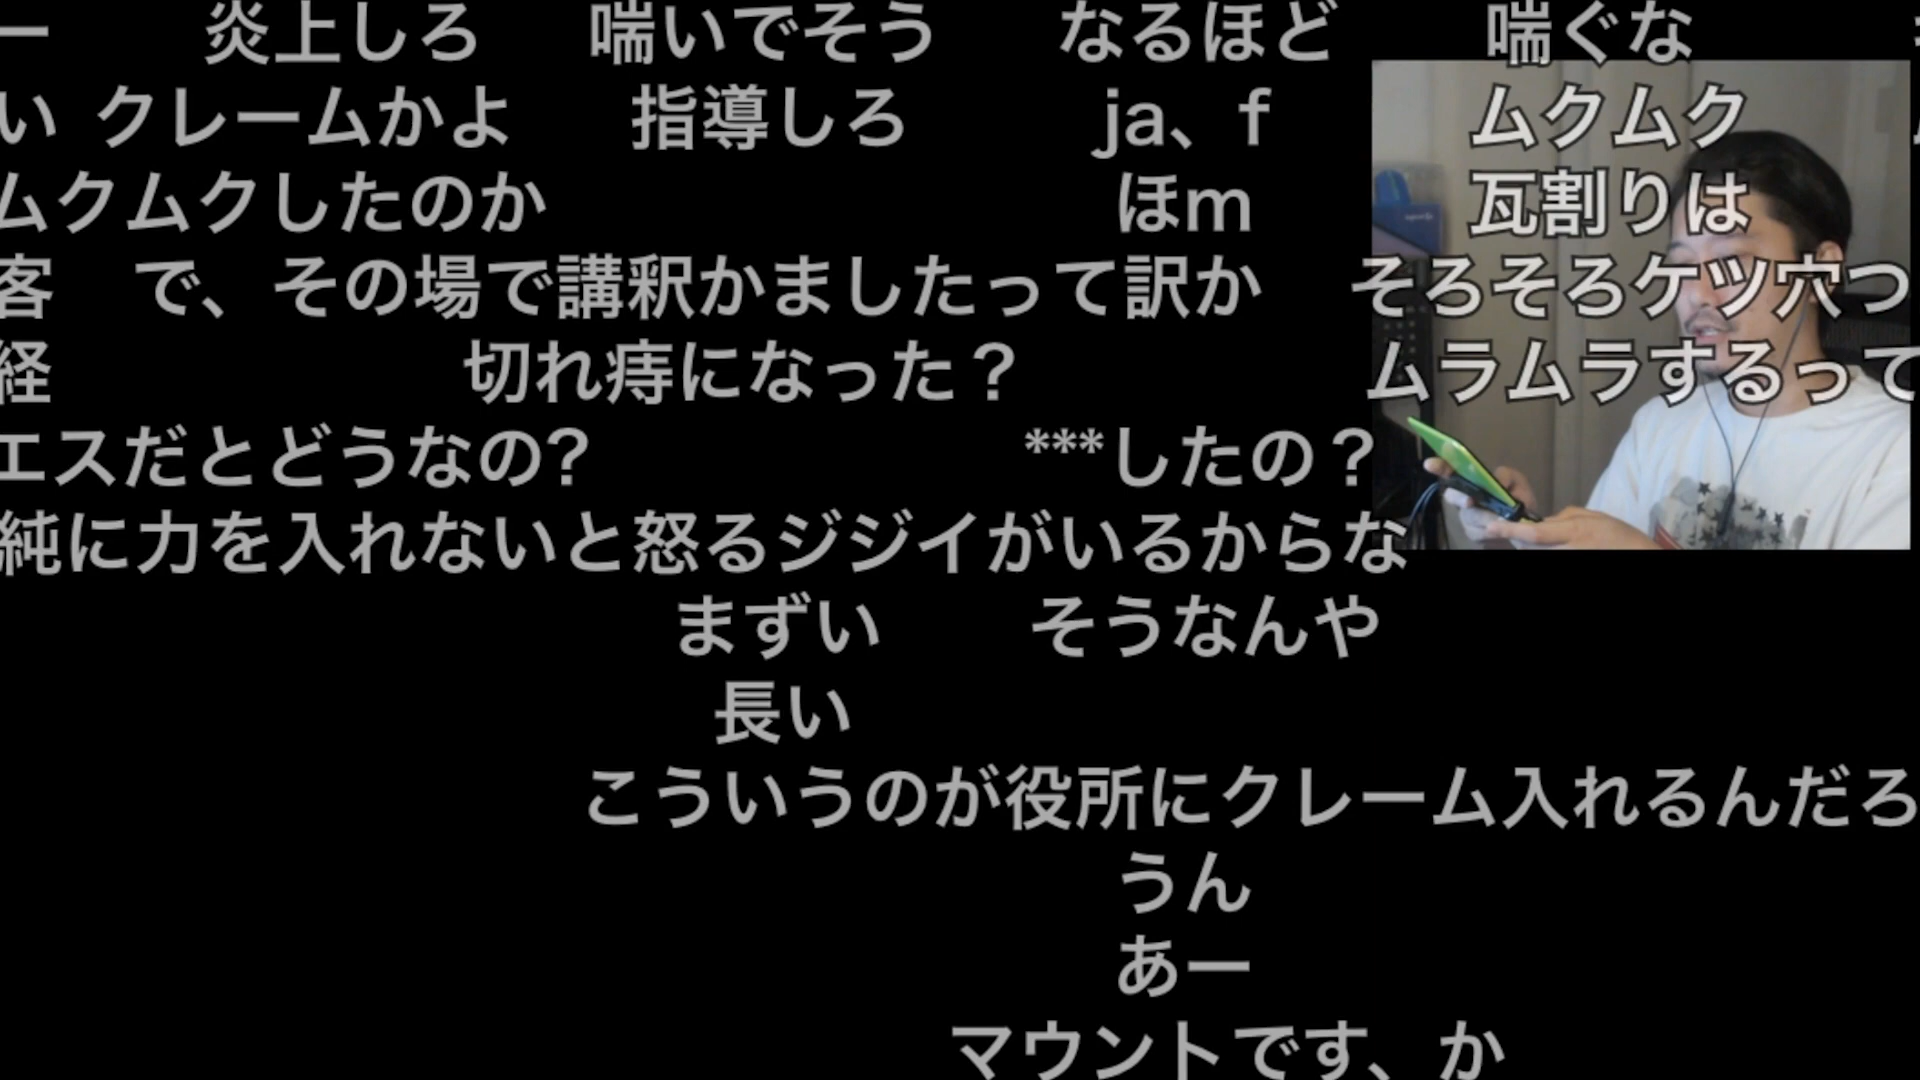 ー 炎上しろ 喘いでそう なるほど 喘ぐな
い クレームかよ 指導しろ ja、f ムクムク
ムクムクしたのか ほm 瓦割りは
客 で、その場で講釈かましたって訳か そろそろケツ穴つ
経 切れ痔になった？ ムラムラするって
エスだとどうなの? ***したの？
純に力を入れないと怒るジジイがいるからな
まずい そうなんや
長い
こういうのが役所にクレーム入れるんだろ
うん
あー
マウントです、か